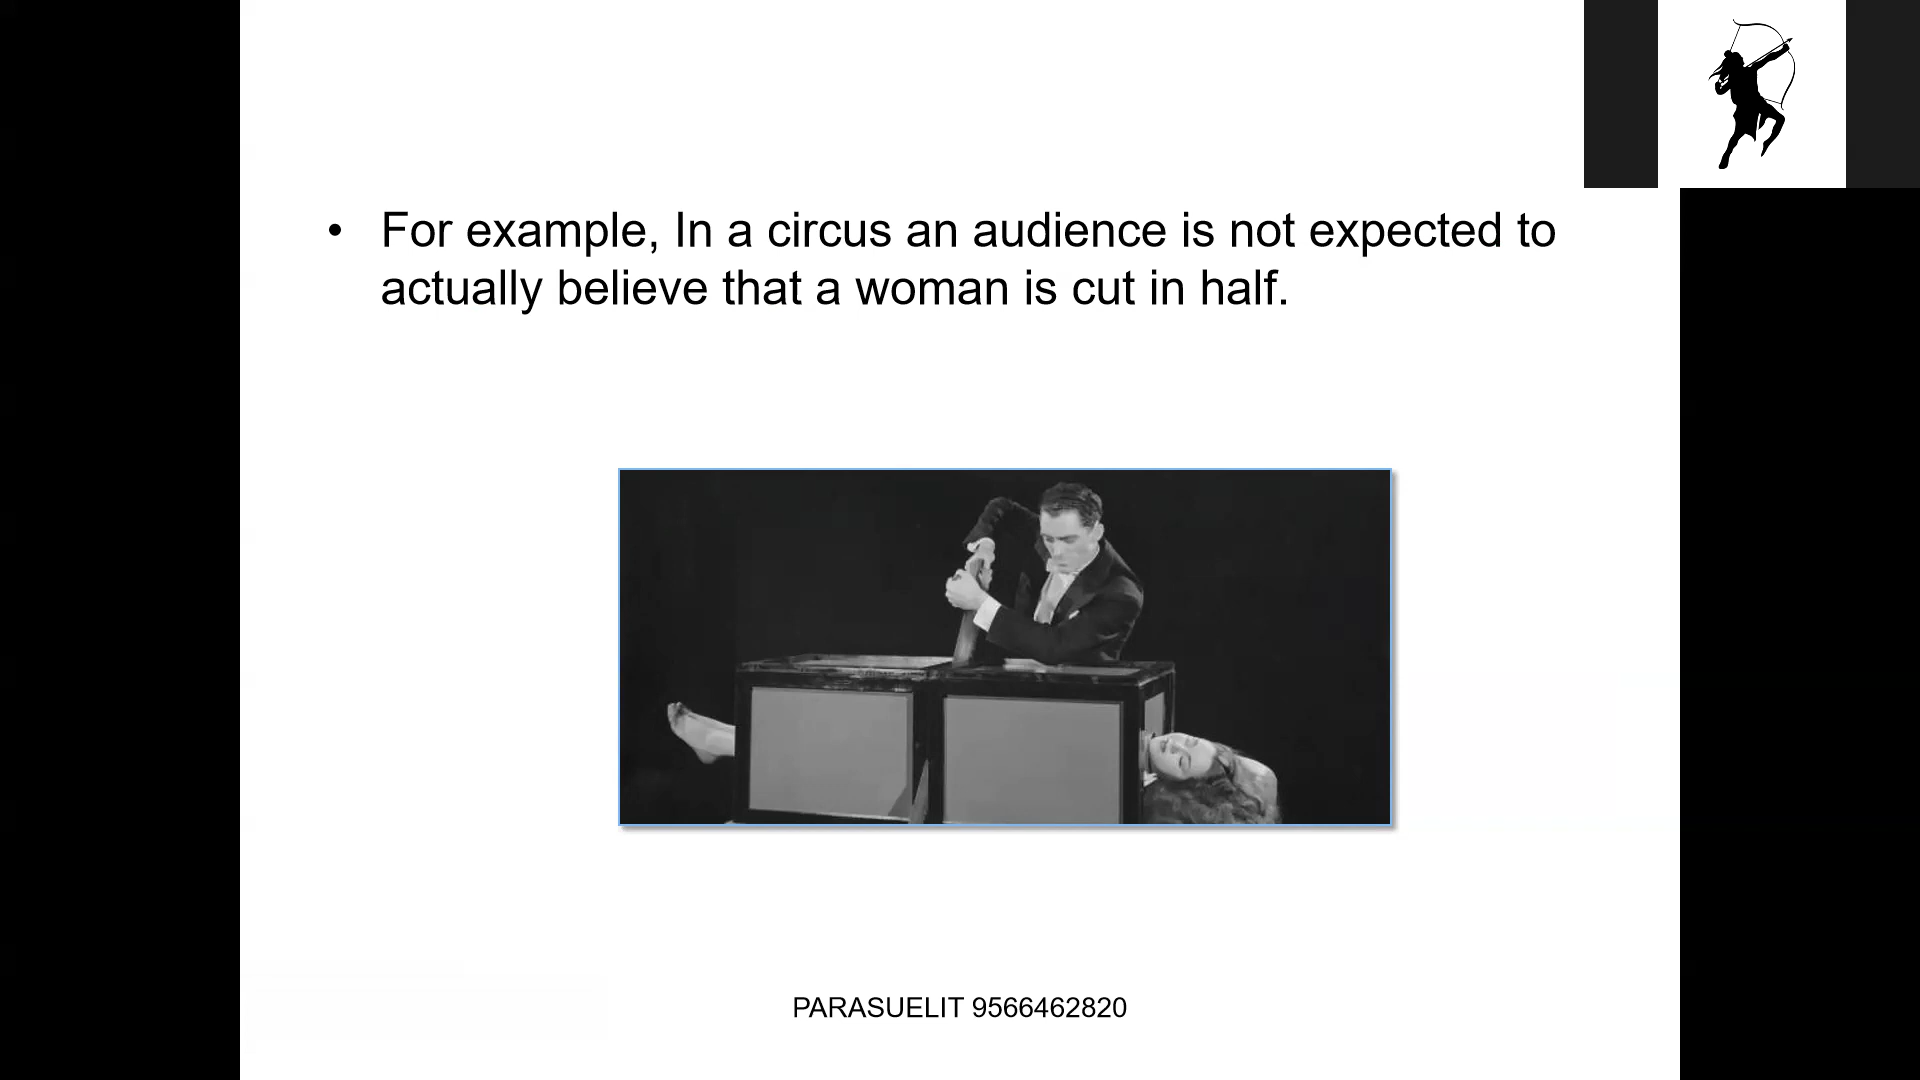 • For example, In a circus an audience is not expected to
actually believe that a woman is cut in half.
PARASUELIT 9566462820